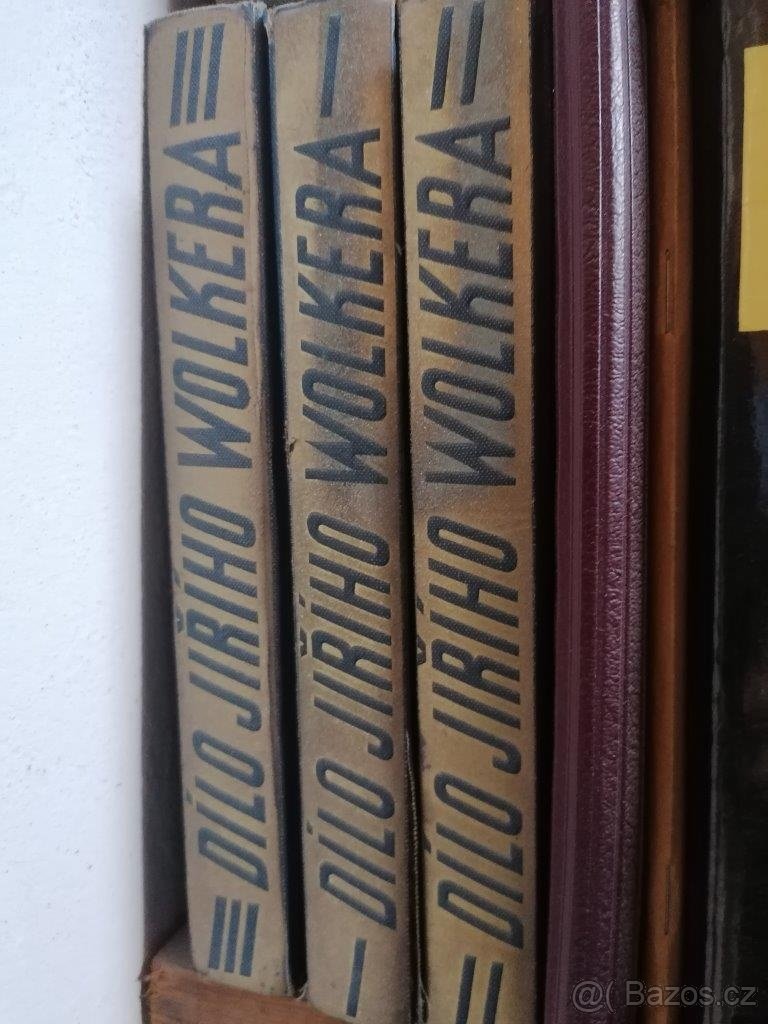 III DÍLO JIŘÍHO WOLKERA III
I DÍLO JIŘÍHO WOLKERA I
II DÍLO JIŘÍHO WOLKERA II
@( Bazos.cz